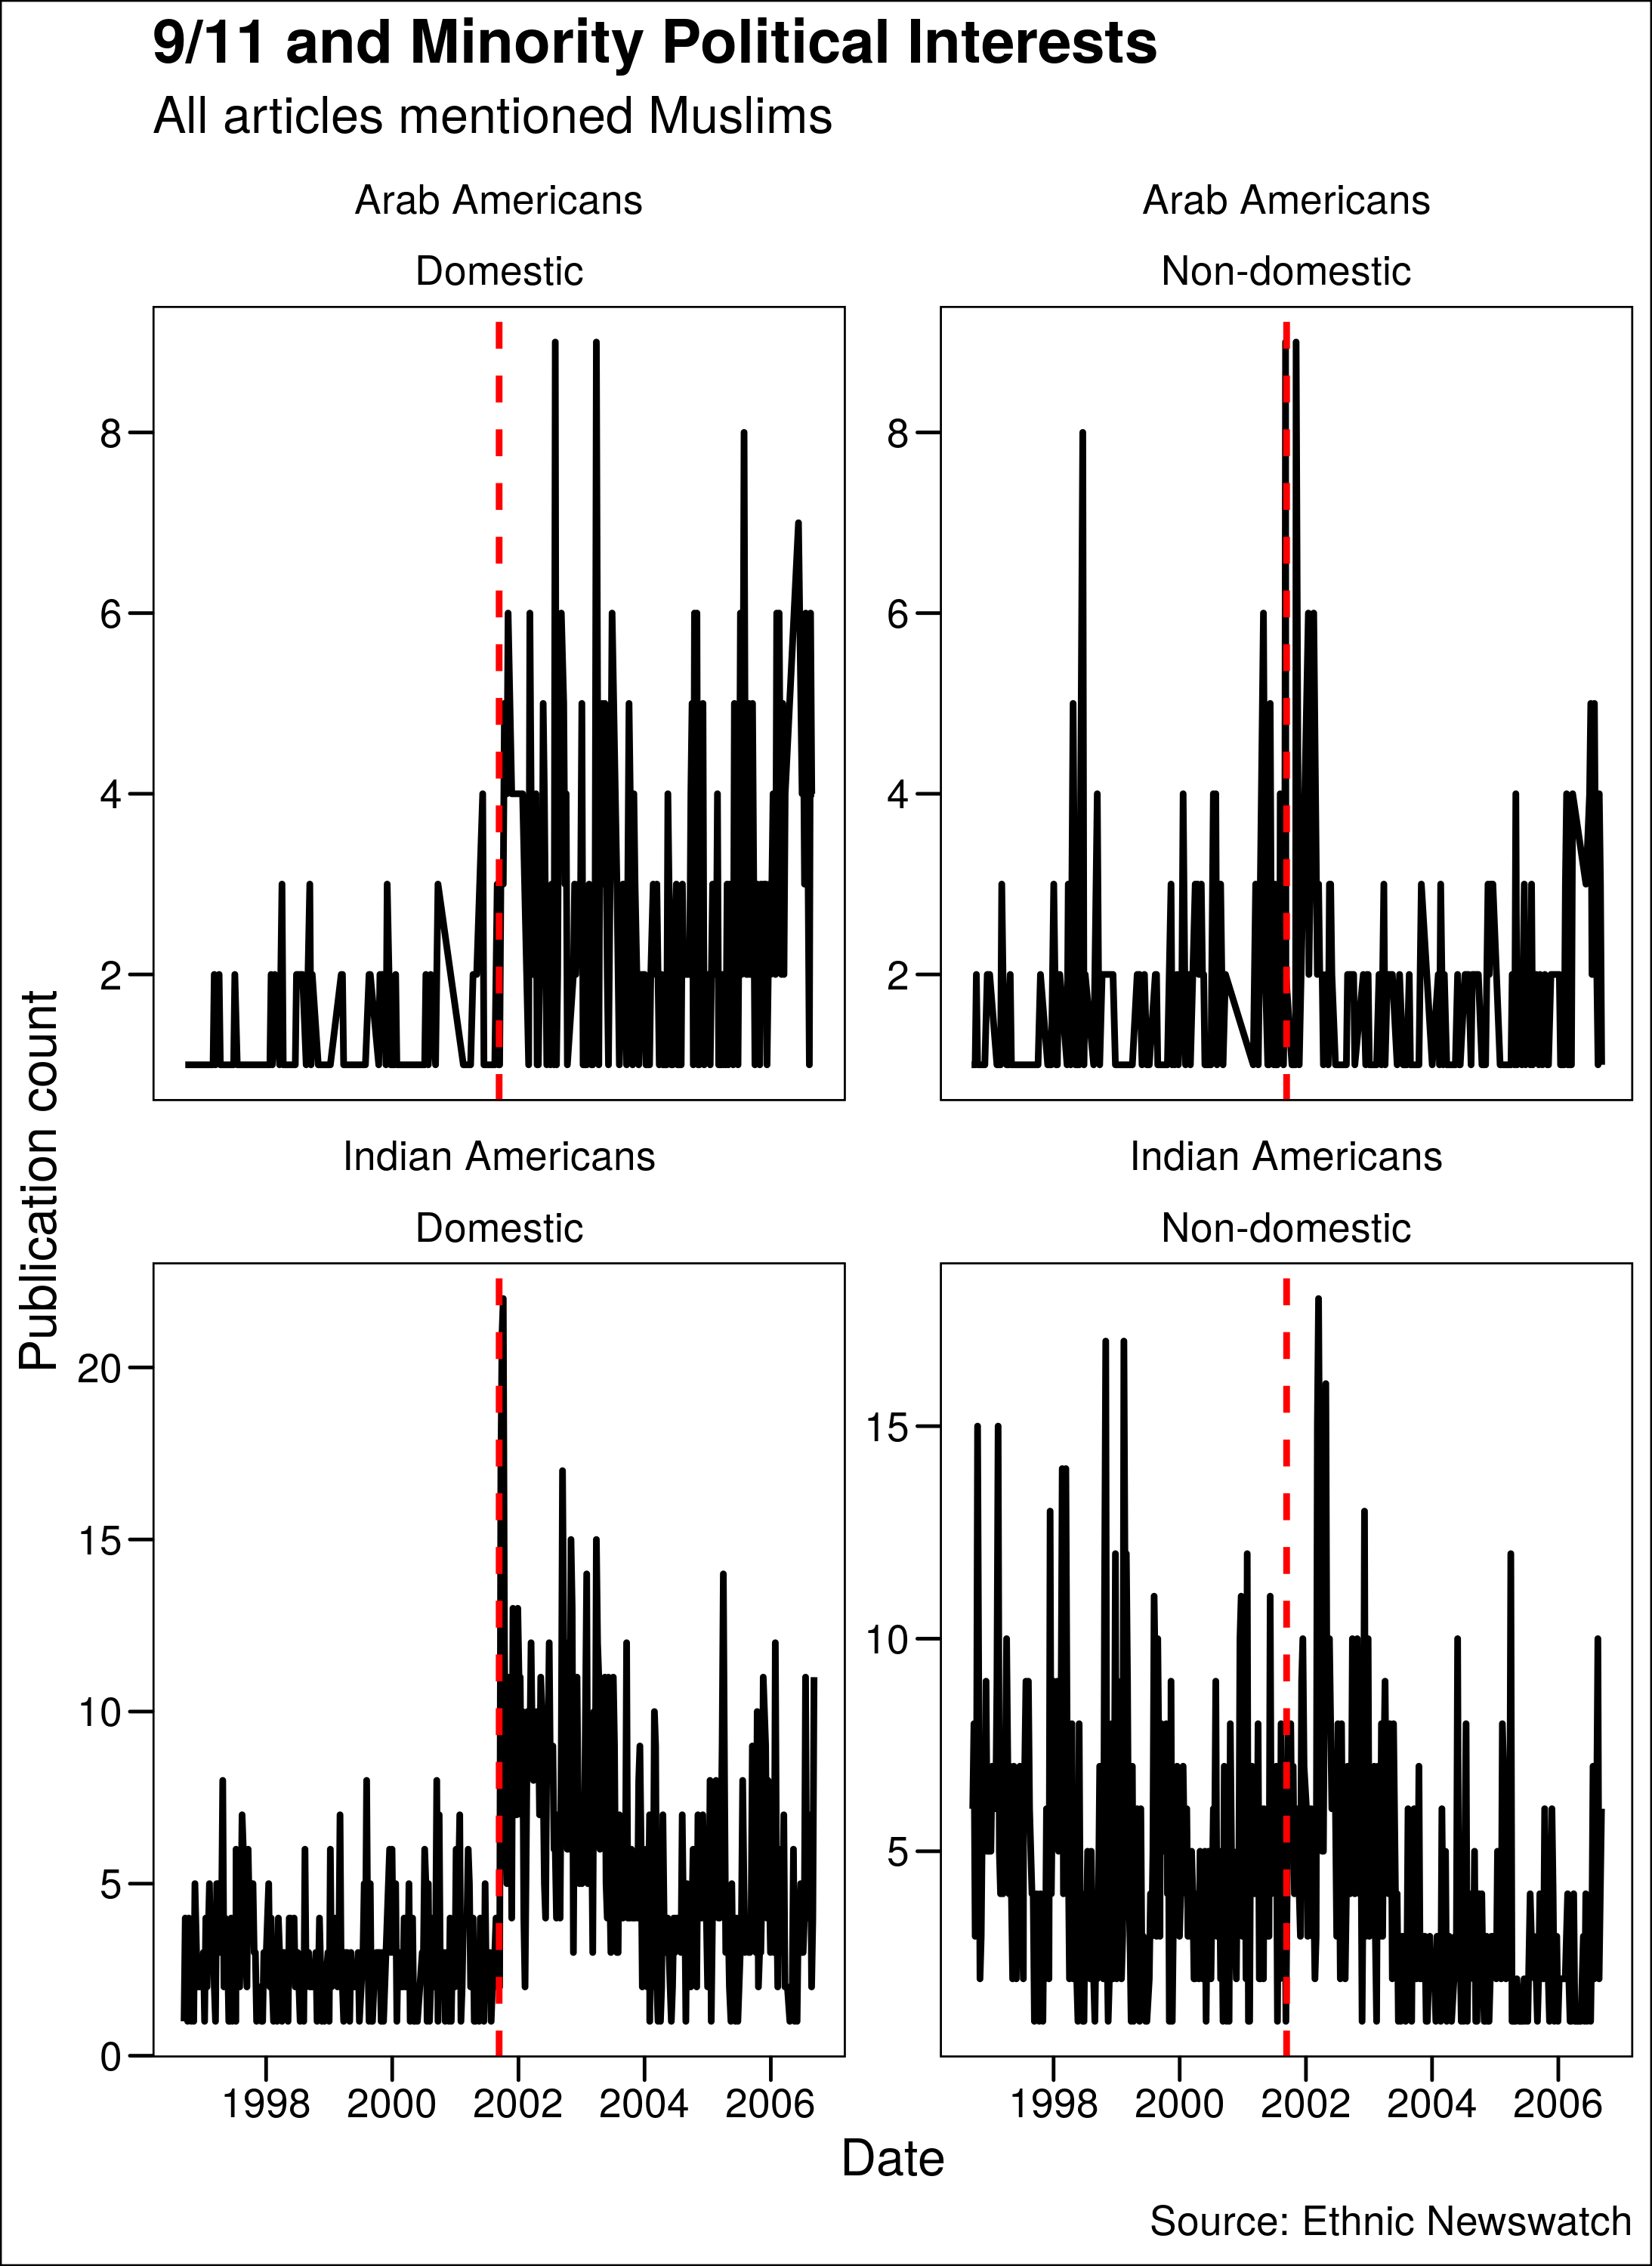 9/11 and Minority Political Interests
All articles mentioned Muslims
Arab Americans
Domestic
Arab Americans
Non-domestic
8
6
4
2
8
6
4
2
Publication count
Indian Americans
Domestic
Indian Americans
Non-domestic
20
15
10
5
0
15
10
5
1998 2000 2002 2004 2006
1998 2000 2002 2004 2006
Date
Source: Ethnic Newswatch